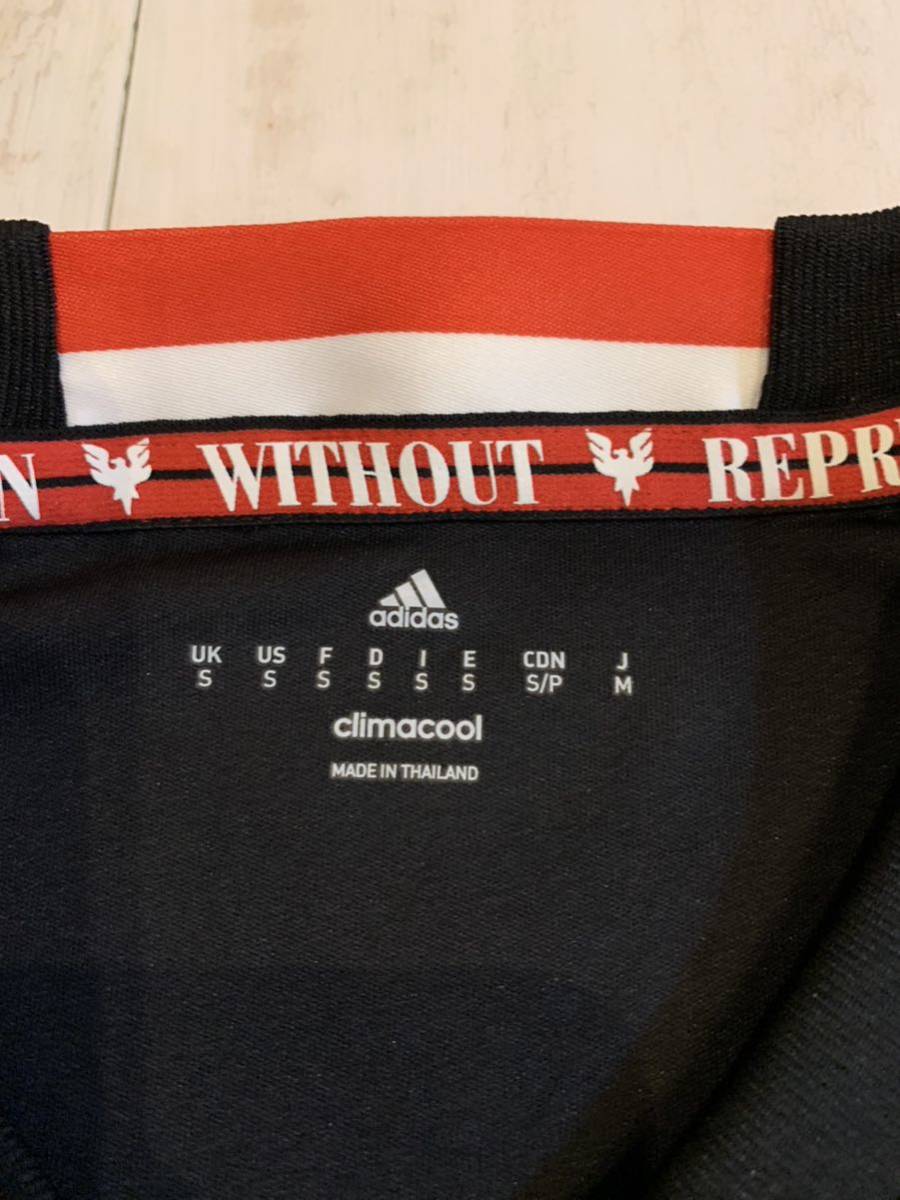 N WITHOUT REPR
adidas
UK US F D I E CDN J
S S S S S S S/P M
climacool
MADE IN THAILAND